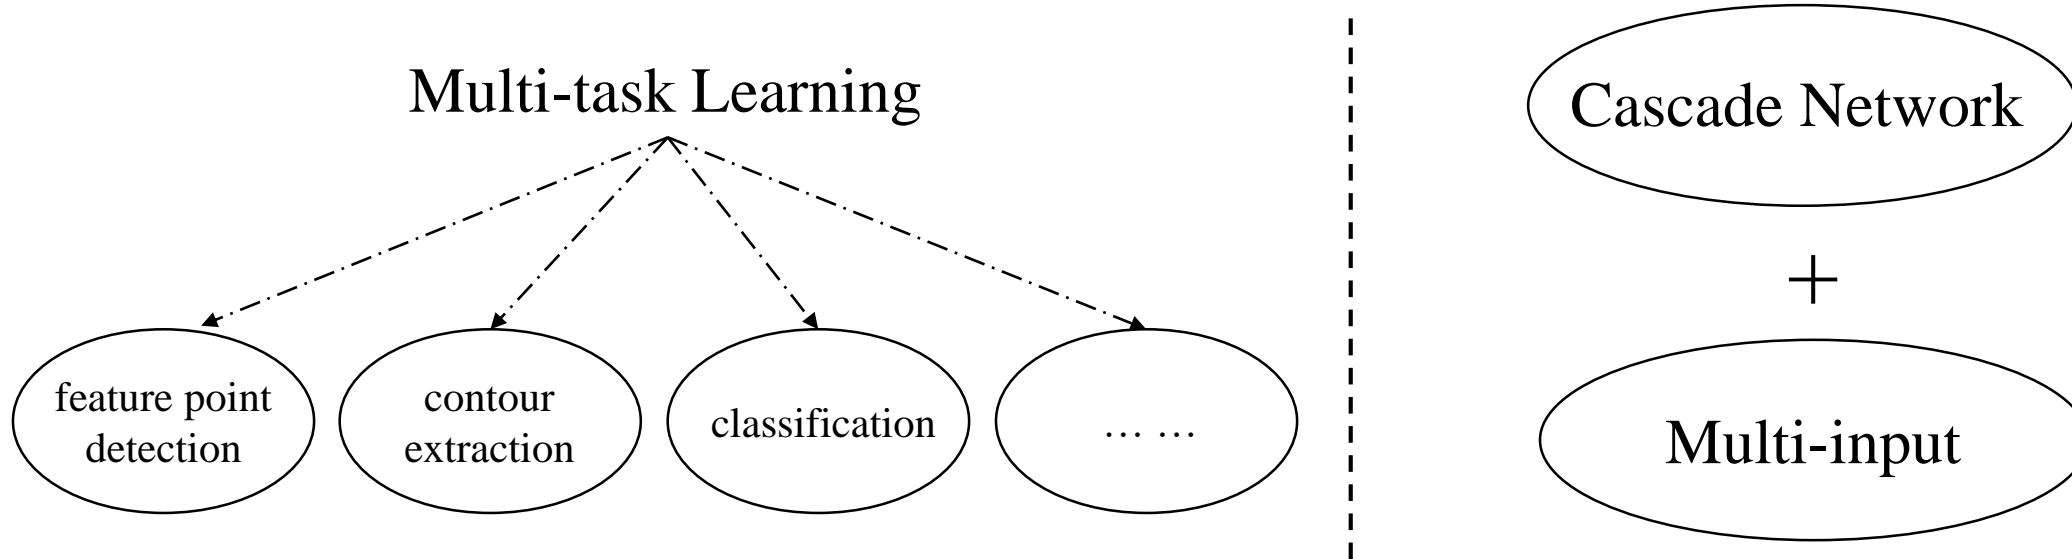 Multi-task Learning
feature point
detection
contour
extraction
classification
… …
Cascade Network
+
Multi-input